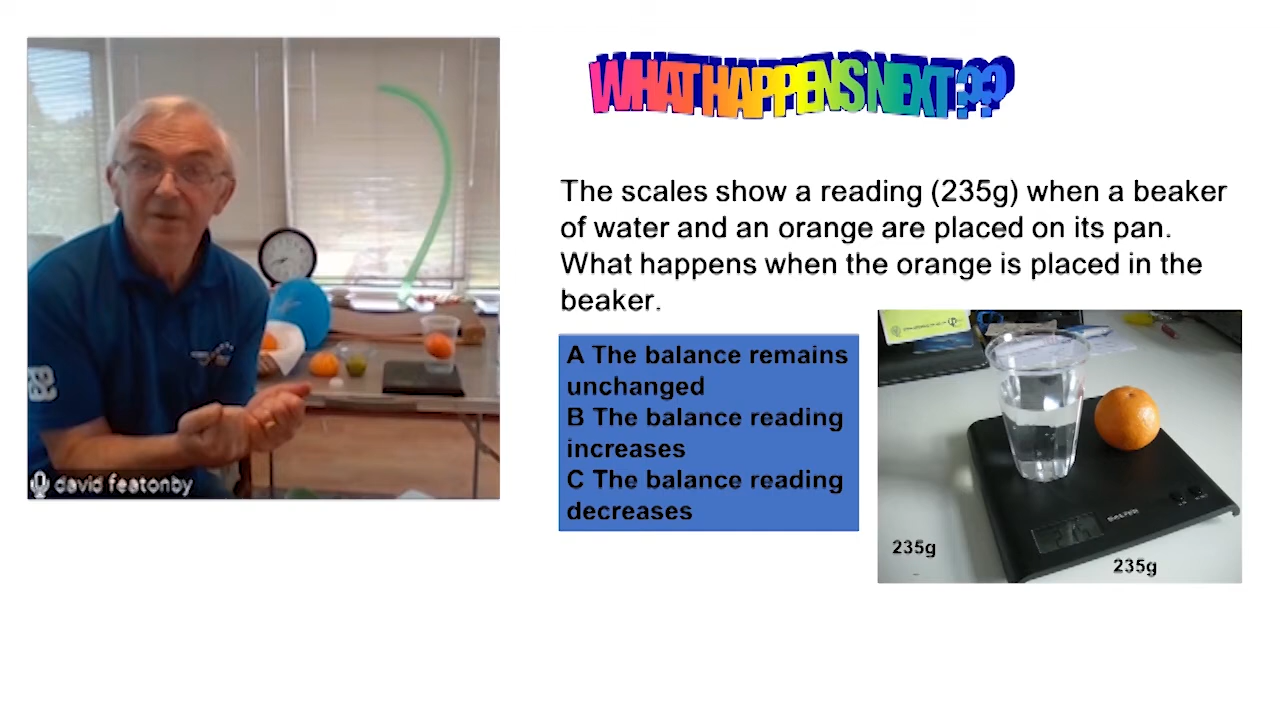 WHAT HAPPENS NEXT ??
The scales show a reading (235g) when a beaker
of water and an orange are placed on its pan.
What happens when the orange is placed in the
beaker.
A The balance remains
unchanged
B The balance reading
increases
C The balance reading
decreases
235g
235g
david featonby